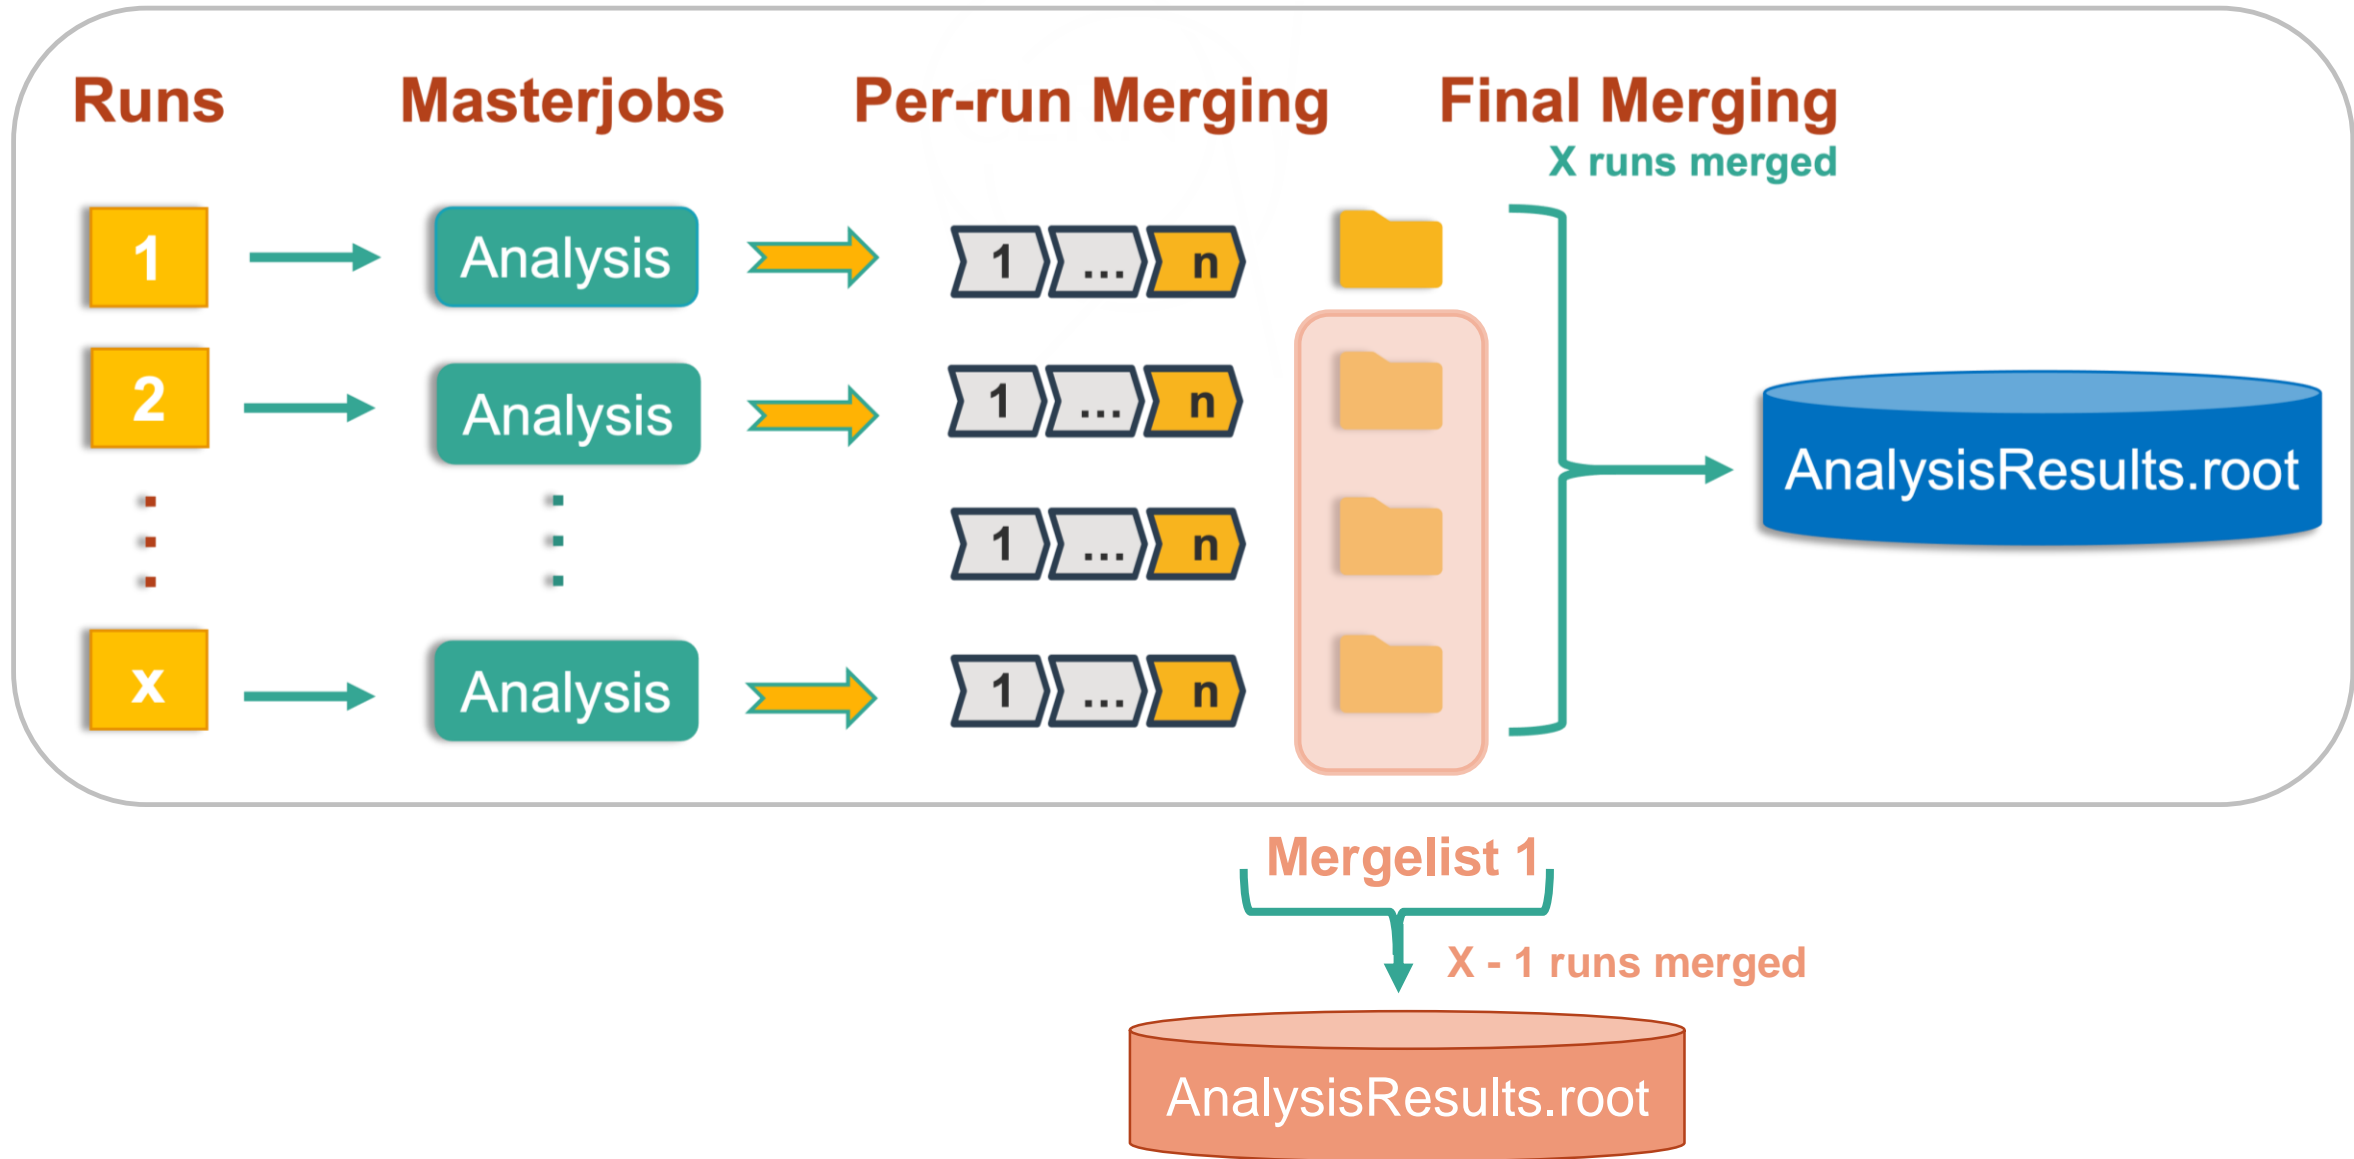 Runs Masterjobs Per-run Merging Final Merging
X runs merged
1 Analysis 1 ... n
2 Analysis 1 ... n
AnalysisResults.root
1 ... n
x Analysis 1 ... n
Mergelist 1
X - 1 runs merged
AnalysisResults.root